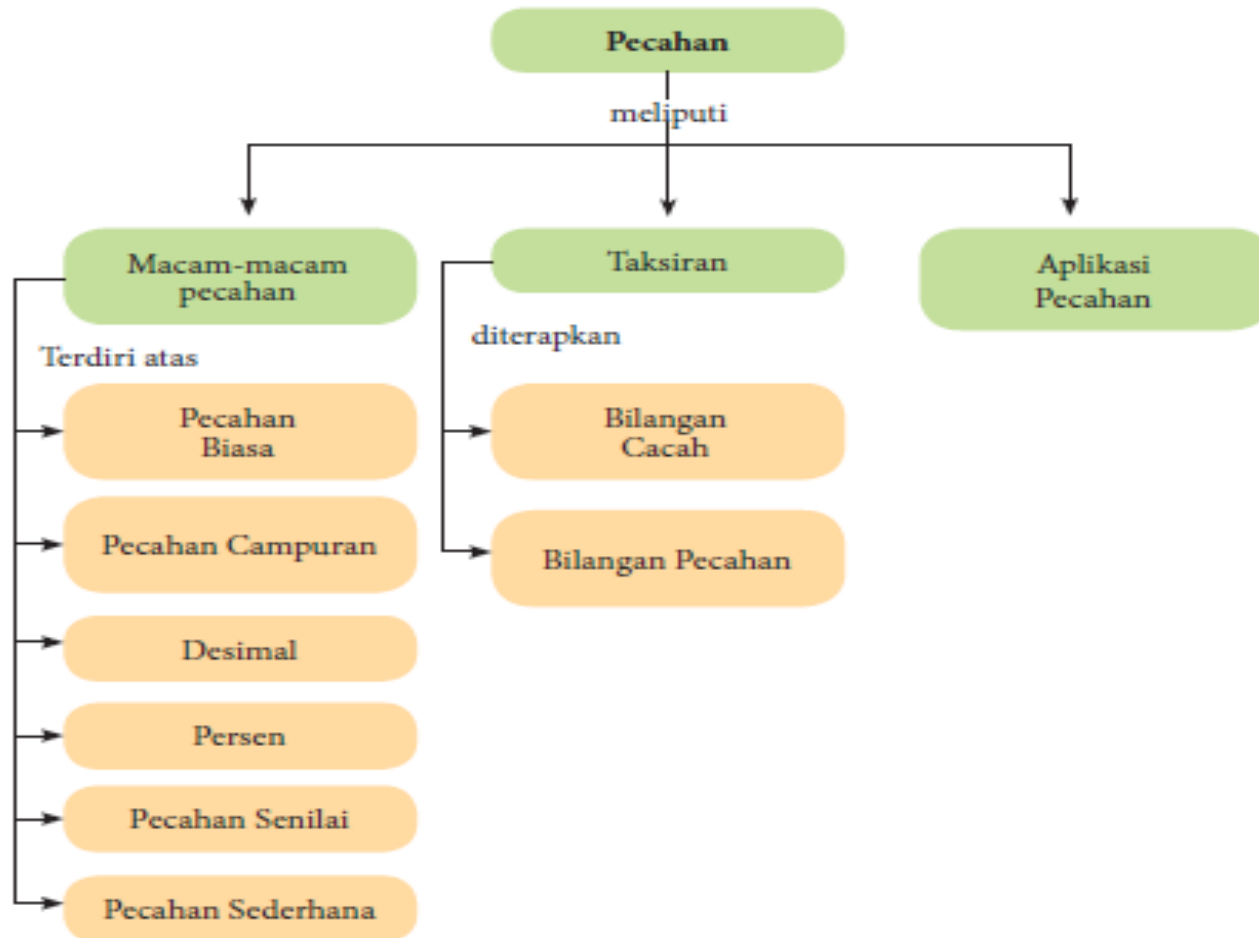 Pecahan
meliputi
Macam-macam
pecahan
Terdiri atas
Pecahan
Biasa
Pecahan Campuran
Desimal
Persen
Pecahan Senilai
Pecahan Sederhana
Taksiran
diterapkan
Bilangan
Cacah
Bilangan Pecahan
Aplikasi
Pecahan